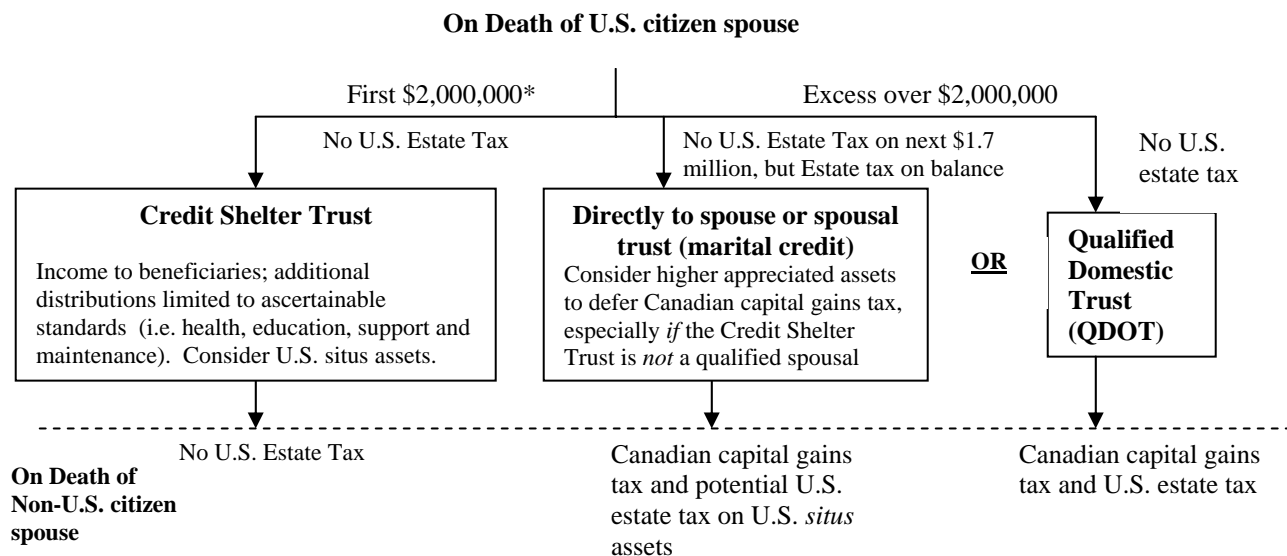 On Death of U.S. citizen spouse
First $2,000,000*
Excess over $2,000,000
No U.S. Estate Tax
No U.S. Estate Tax on next $1.7
million, but Estate tax on balance
No U.S.
estate tax
Credit Shelter Trust
Income to beneficiaries; additional
distributions limited to ascertainable
standards (i.e. health, education, support and
maintenance). Consider U.S. situs assets.
Directly to spouse or spousal
trust (marital credit)
Consider higher appreciated assets
to defer Canadian capital gains tax,
especially if the Credit Shelter
Trust is not a qualified spousal
OR
Qualified
Domestic
Trust
(QDOT)
On Death of
Non-U.S. citizen
spouse
No U.S. Estate Tax
Canadian capital gains
tax and potential U.S.
estate tax on U.S. situs
assets
Canadian capital gains
tax and U.S. estate tax